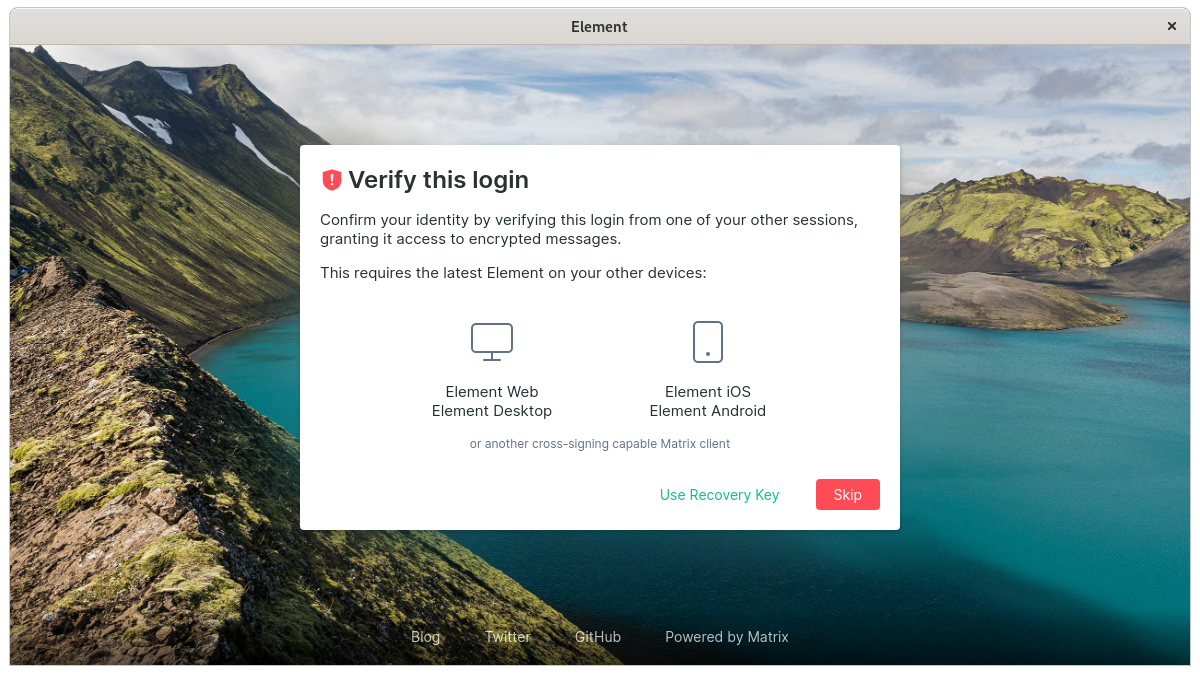 Element
Verify this login
Confirm your identity by verifying this login from one of your other sessions,
granting it access to encrypted messages.
This requires the latest Element on your other devices:
Element Web
Element Desktop
Element iOS
Element Android
or another cross-signing capable Matrix client
Use Recovery Key
Skip
Blog
Twitter
GitHub
Powered by Matrix